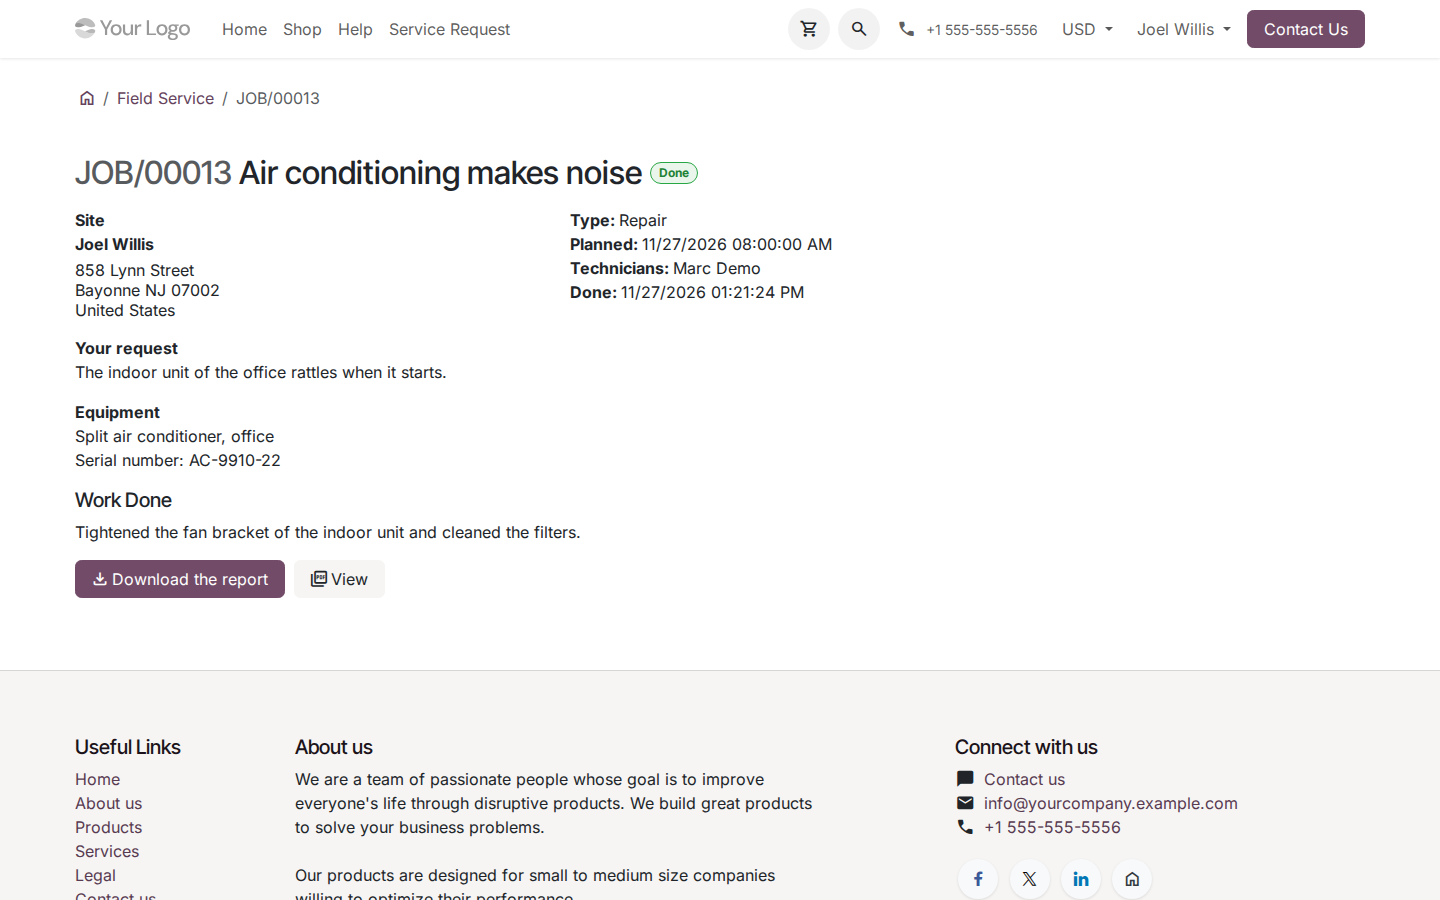 Your Logo
Home
Shop
Help
Service Request
+1 555-555-5556
USD
Joel Willis
Contact Us
/ Field Service / JOB/00013
JOB/00013 Air conditioning makes noise Done
Site
Joel Willis
858 Lynn Street
Bayonne NJ 07002
United States
Type: Repair
Planned: 11/27/2026 08:00:00 AM
Technicians: Marc Demo
Done: 11/27/2026 01:21:24 PM
Your request
The indoor unit of the office rattles when it starts.
Equipment
Split air conditioner, office
Serial number: AC-9910-22
Work Done
Tightened the fan bracket of the indoor unit and cleaned the filters.
Download the report
View
Useful Links
Home
About us
Products
Services
Legal
Contact us
About us
We are a team of passionate people whose goal is to improve
everyone's life through disruptive products. We build great products
to solve your business problems.
Our products are designed for small to medium size companies
willing to optimize their performance.
Connect with us
Contact us
info@yourcompany.example.com
+1 555-555-5556